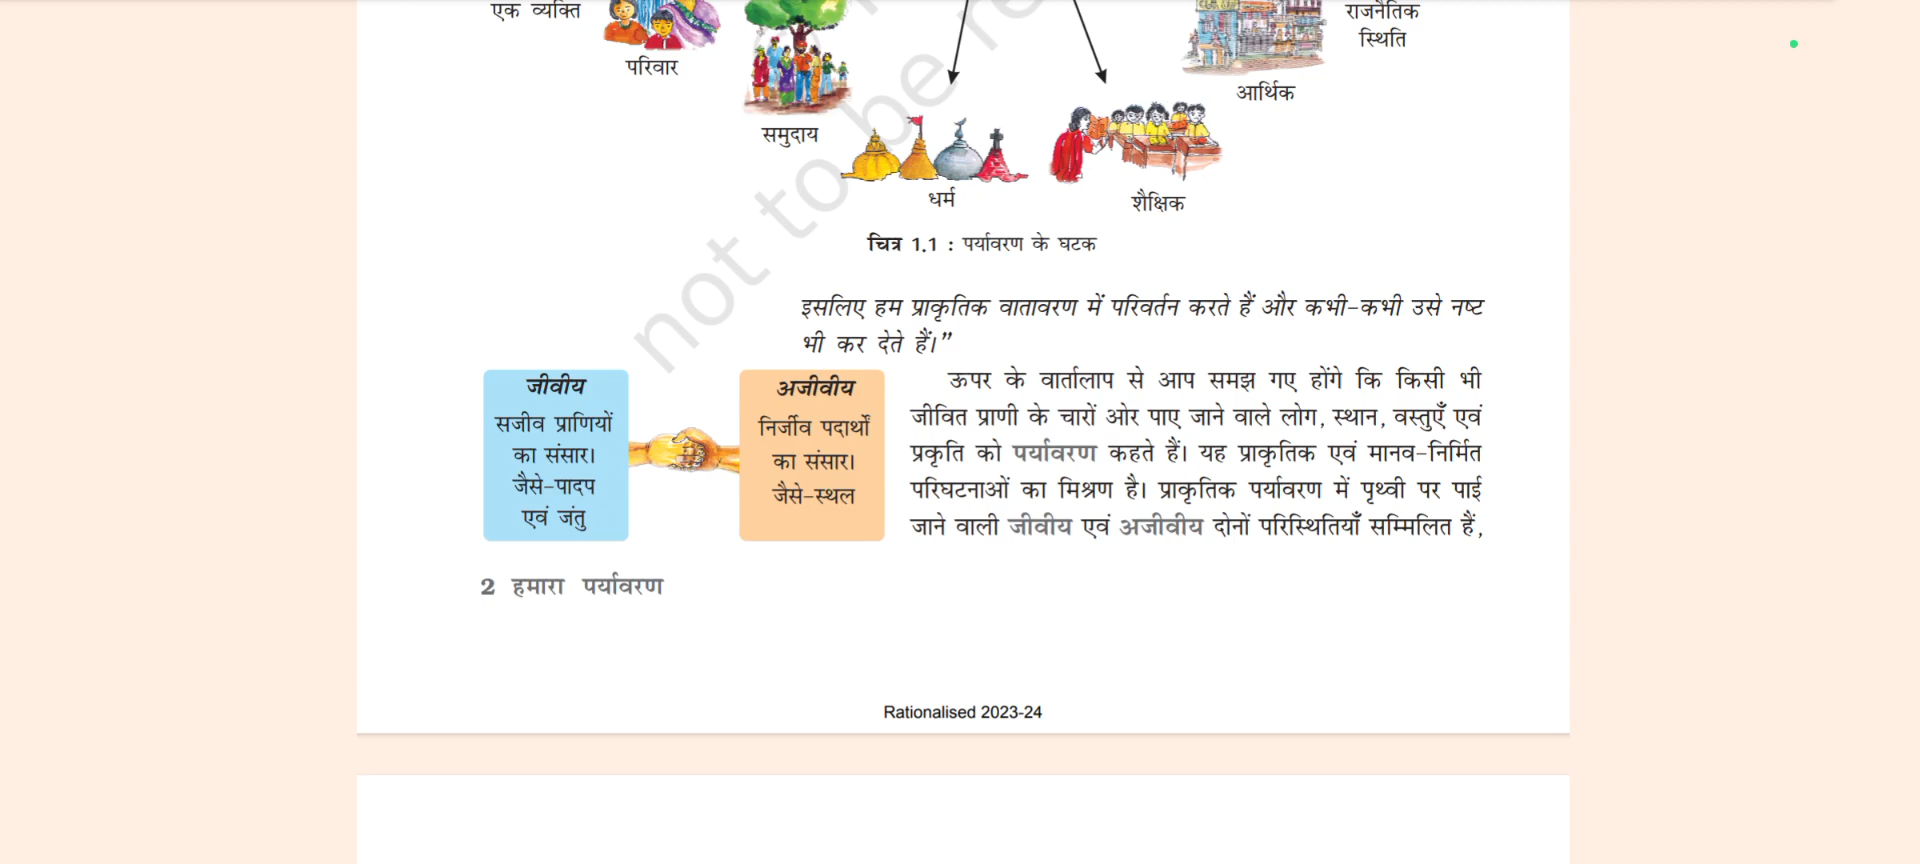 एक व्यक्ति
परिवार
समुदाय
धर्म
शैक्षिक
आर्थिक
राजनैतिक
स्थिति
चित्र 1.1 : पर्यावरण के घटक
not to be re
इसलिए हम प्राकृतिक वातावरण में परिवर्तन करते हैं और कभी-कभी उसे नष्ट
भी कर देते हैं।”
जीवीय
सजीव प्राणियों
का संसार।
जैसे-पादप
एवं जंतु
अजीवीय
निर्जीव पदार्थों
का संसार।
जैसे-स्थल
ऊपर के वार्तालाप से आप समझ गए होंगे कि किसी भी
जीवित प्राणी के चारों ओर पाए जाने वाले लोग, स्थान, वस्तुएँ एवं
प्रकृति को पर्यावरण कहते हैं। यह प्राकृतिक एवं मानव-निर्मित
परिघटनाओं का मिश्रण है। प्राकृतिक पर्यावरण में पृथ्वी पर पाई
जाने वाली जीवीय एवं अजीवीय दोनों परिस्थितियाँ सम्मिलित हैं,
2 हमारा पर्यावरण
Rationalised 2023-24